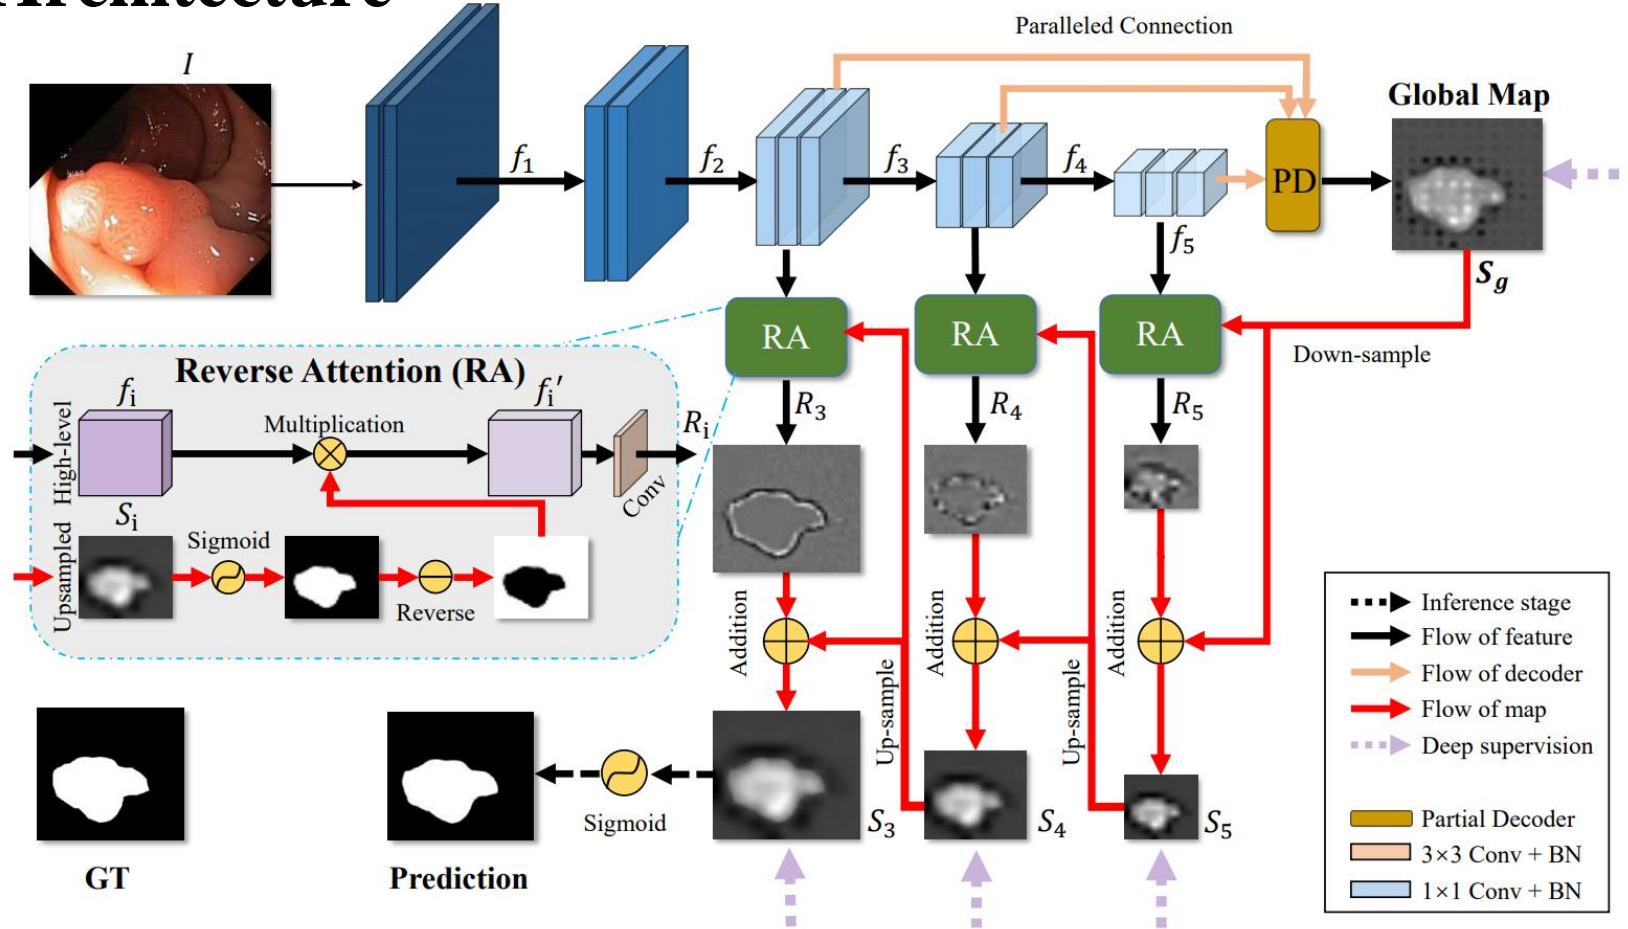 Architecture
Paralleled Connection
I
Global Map
f1
f2
f3
f4
PD
f5
Sg
RA
RA
RA
Down-sample
Reverse Attention (RA)
fi
fi′
High-level
Multiplication
Ri
Conv
R3
R4
R5
Si
Upsampled
Sigmoid
Reverse
Addition
Addition
Addition
Up-sample
Up-sample
Sigmoid
S3
S4
S5
GT
Prediction
Inference stage
Flow of feature
Flow of decoder
Flow of map
Deep supervision
Partial Decoder
3×3 Conv + BN
1×1 Conv + BN